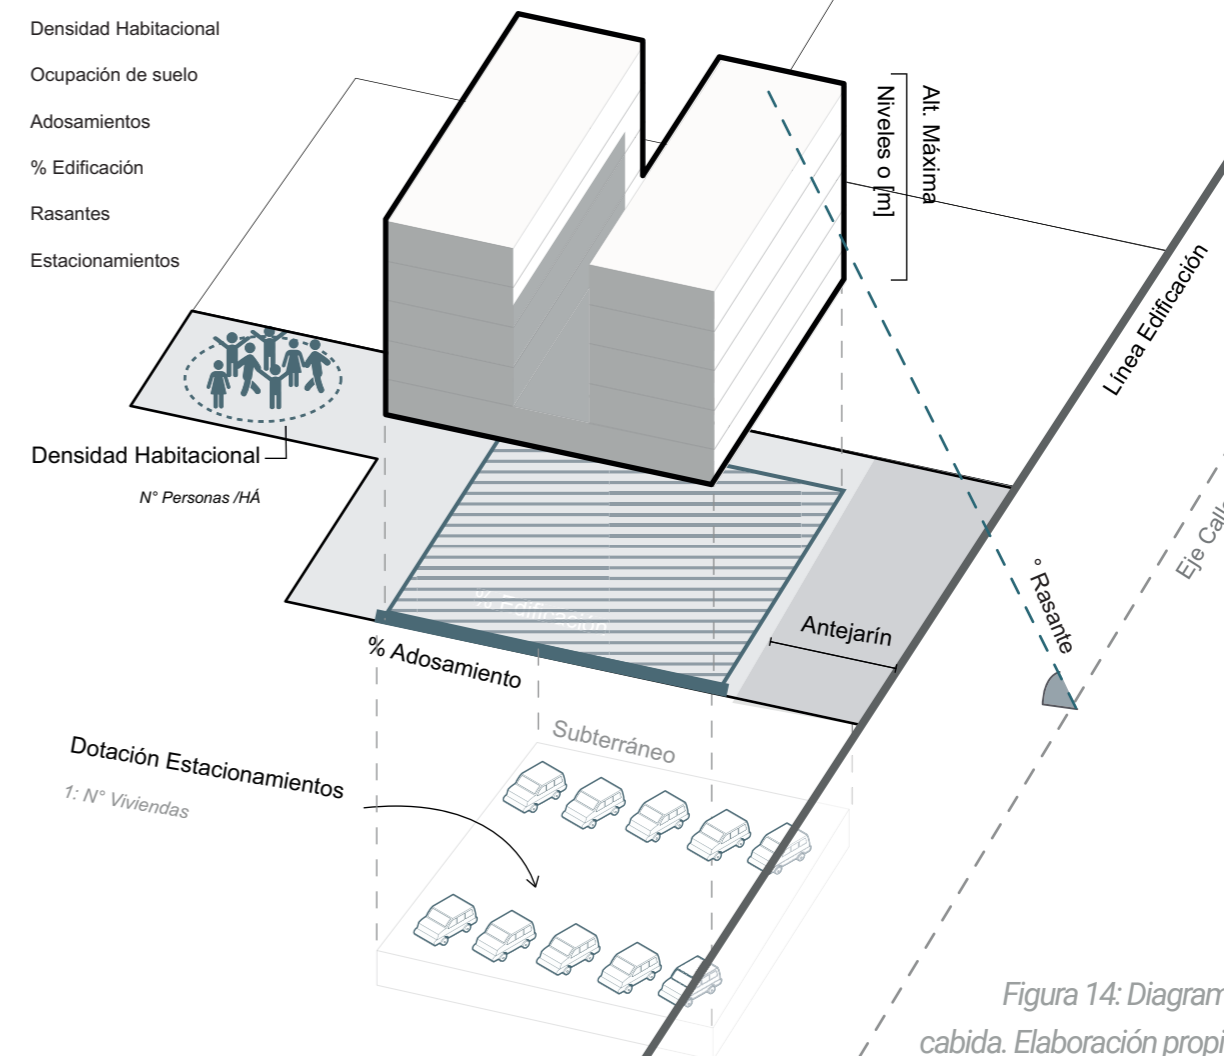 Densidad Habitacional
Ocupación de suelo
Adosamientos
% Edificación
Rasantes
Estacionamientos
Alt. Máxima
Niveles o [m]
Línea Edificación
Densidad Habitacional
N° Personas /HÁ
Eje Calle
° Rasante
% Edificación
Antejarín
% Adosamiento
Subterráneo
Dotación Estacionamientos
1: N° Viviendas
Figura 14: Diagram
cabida. Elaboración propi